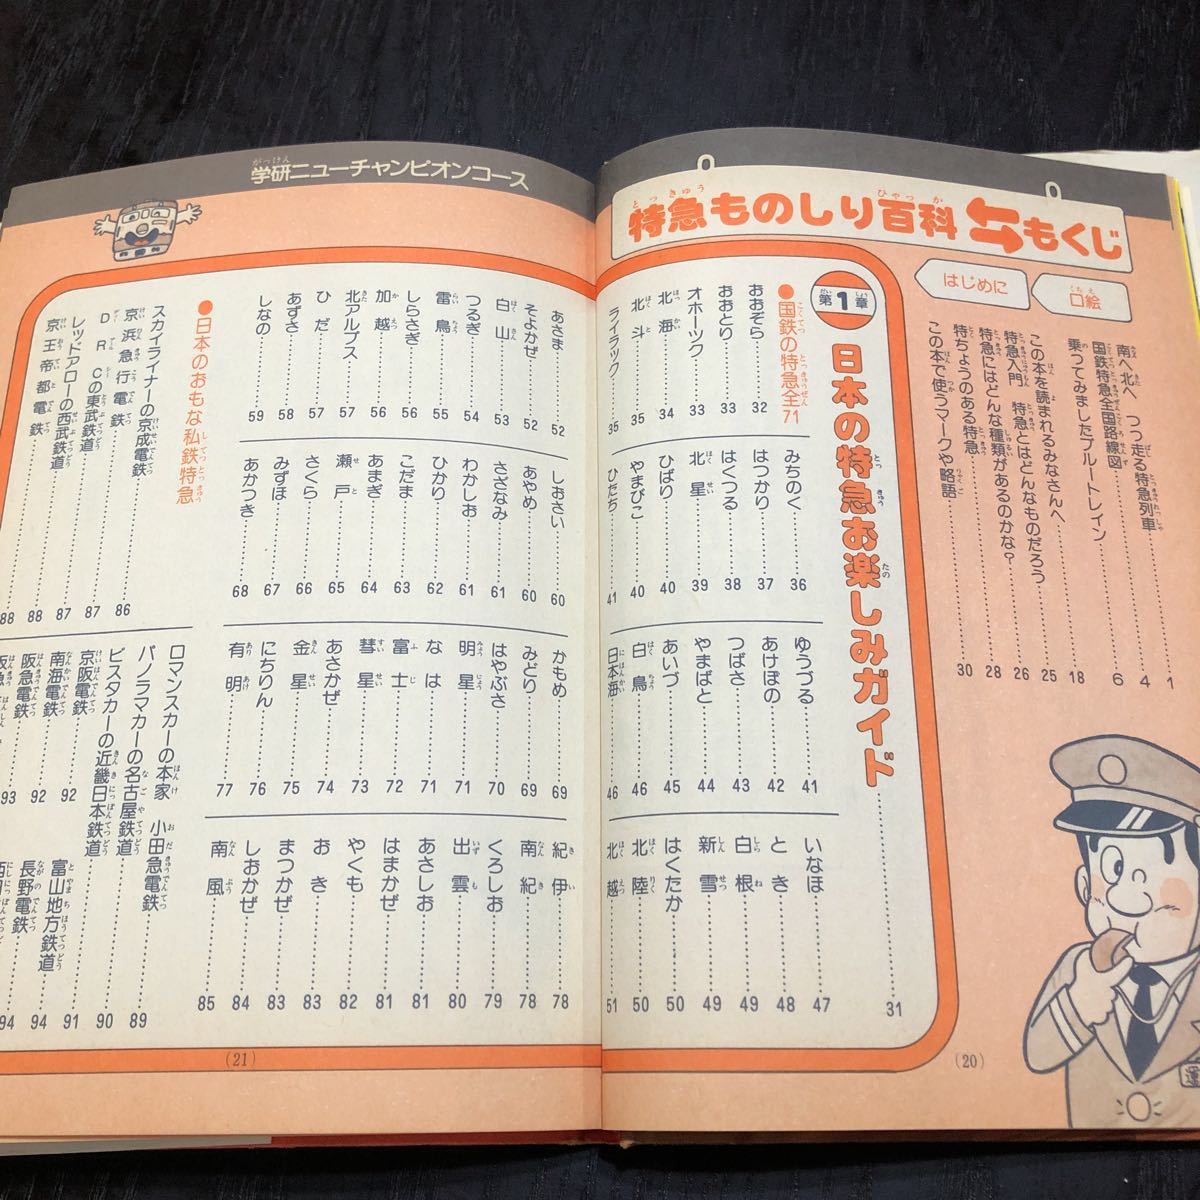 特急ものしり百科 もくじ
口絵
南へ北へ つっ走る特急列車 1
国鉄特急全国路線図 4
乗ってみましたブルートレイン 6
はじめに
この本を読まれるみなさんへ 18
特急入門 特急とはどんなものだろう 25
特急にはどんな種類があるのかな? 26
特ちょうのある特急 28
この本で使うマークや略語 30
第1章 日本の特急お楽しみガイド 31
●国鉄の特急全71
おおぞら 32
おおとり 33
オホーツク 33
北海 34
北斗 35
ライラック 35
みちのく 36
はつかり 37
はくつる 38
北星 39
ひばり 40
やまびこ 40
ひたち 41
ゆうづる 41
あけぼの 42
つばさ 43
やまばと 44
あいづ 45
白鳥 46
日本海 46
いなほ 47
とき 48
白根 49
新雪 49
はくたか 50
北陸 50
北越 51
(20)
学研ニューチャンピオンコース
あさま 52
そよかぜ 52
白山 53
つるぎ 54
雷鳥 55
しらさぎ 56
加越 56
北アルプス 57
ひだ 57
あずさ 58
しなの 59
しおさい 60
あやめ 60
さざなみ 61
わかしお 61
ひかり 62
こだま 63
あまぎ 64
瀬戸 65
さくら 66
みずほ 67
あかつき 68
かもめ 69
みどり 69
はやぶさ 70
明星 71
なは 71
富士 72
彗星 73
あさかぜ 74
金星 75
にちりん 76
有明 77
紀伊 78
南紀 78
くろしお 79
出雲 80
あさしお 81
はまかぜ 81
やくも 82
おき 83
まつかぜ 83
しおかぜ 84
南風 85
●日本のおもな私鉄特急
スカイライナーの京成電鉄 86
京浜急行電鉄 87
DRCの東武鉄道 87
レッドアローの西武鉄道 88
京王帝都電鉄 88
ロマンスカーの本家 小田急電鉄 89
パノラマカーの名古屋鉄道 90
ビスタカーの近畿日本鉄道 91
京阪電鉄
南海電鉄 92
阪急電鉄 92
93
富山地方鉄道 94
長野電鉄 94
(21)